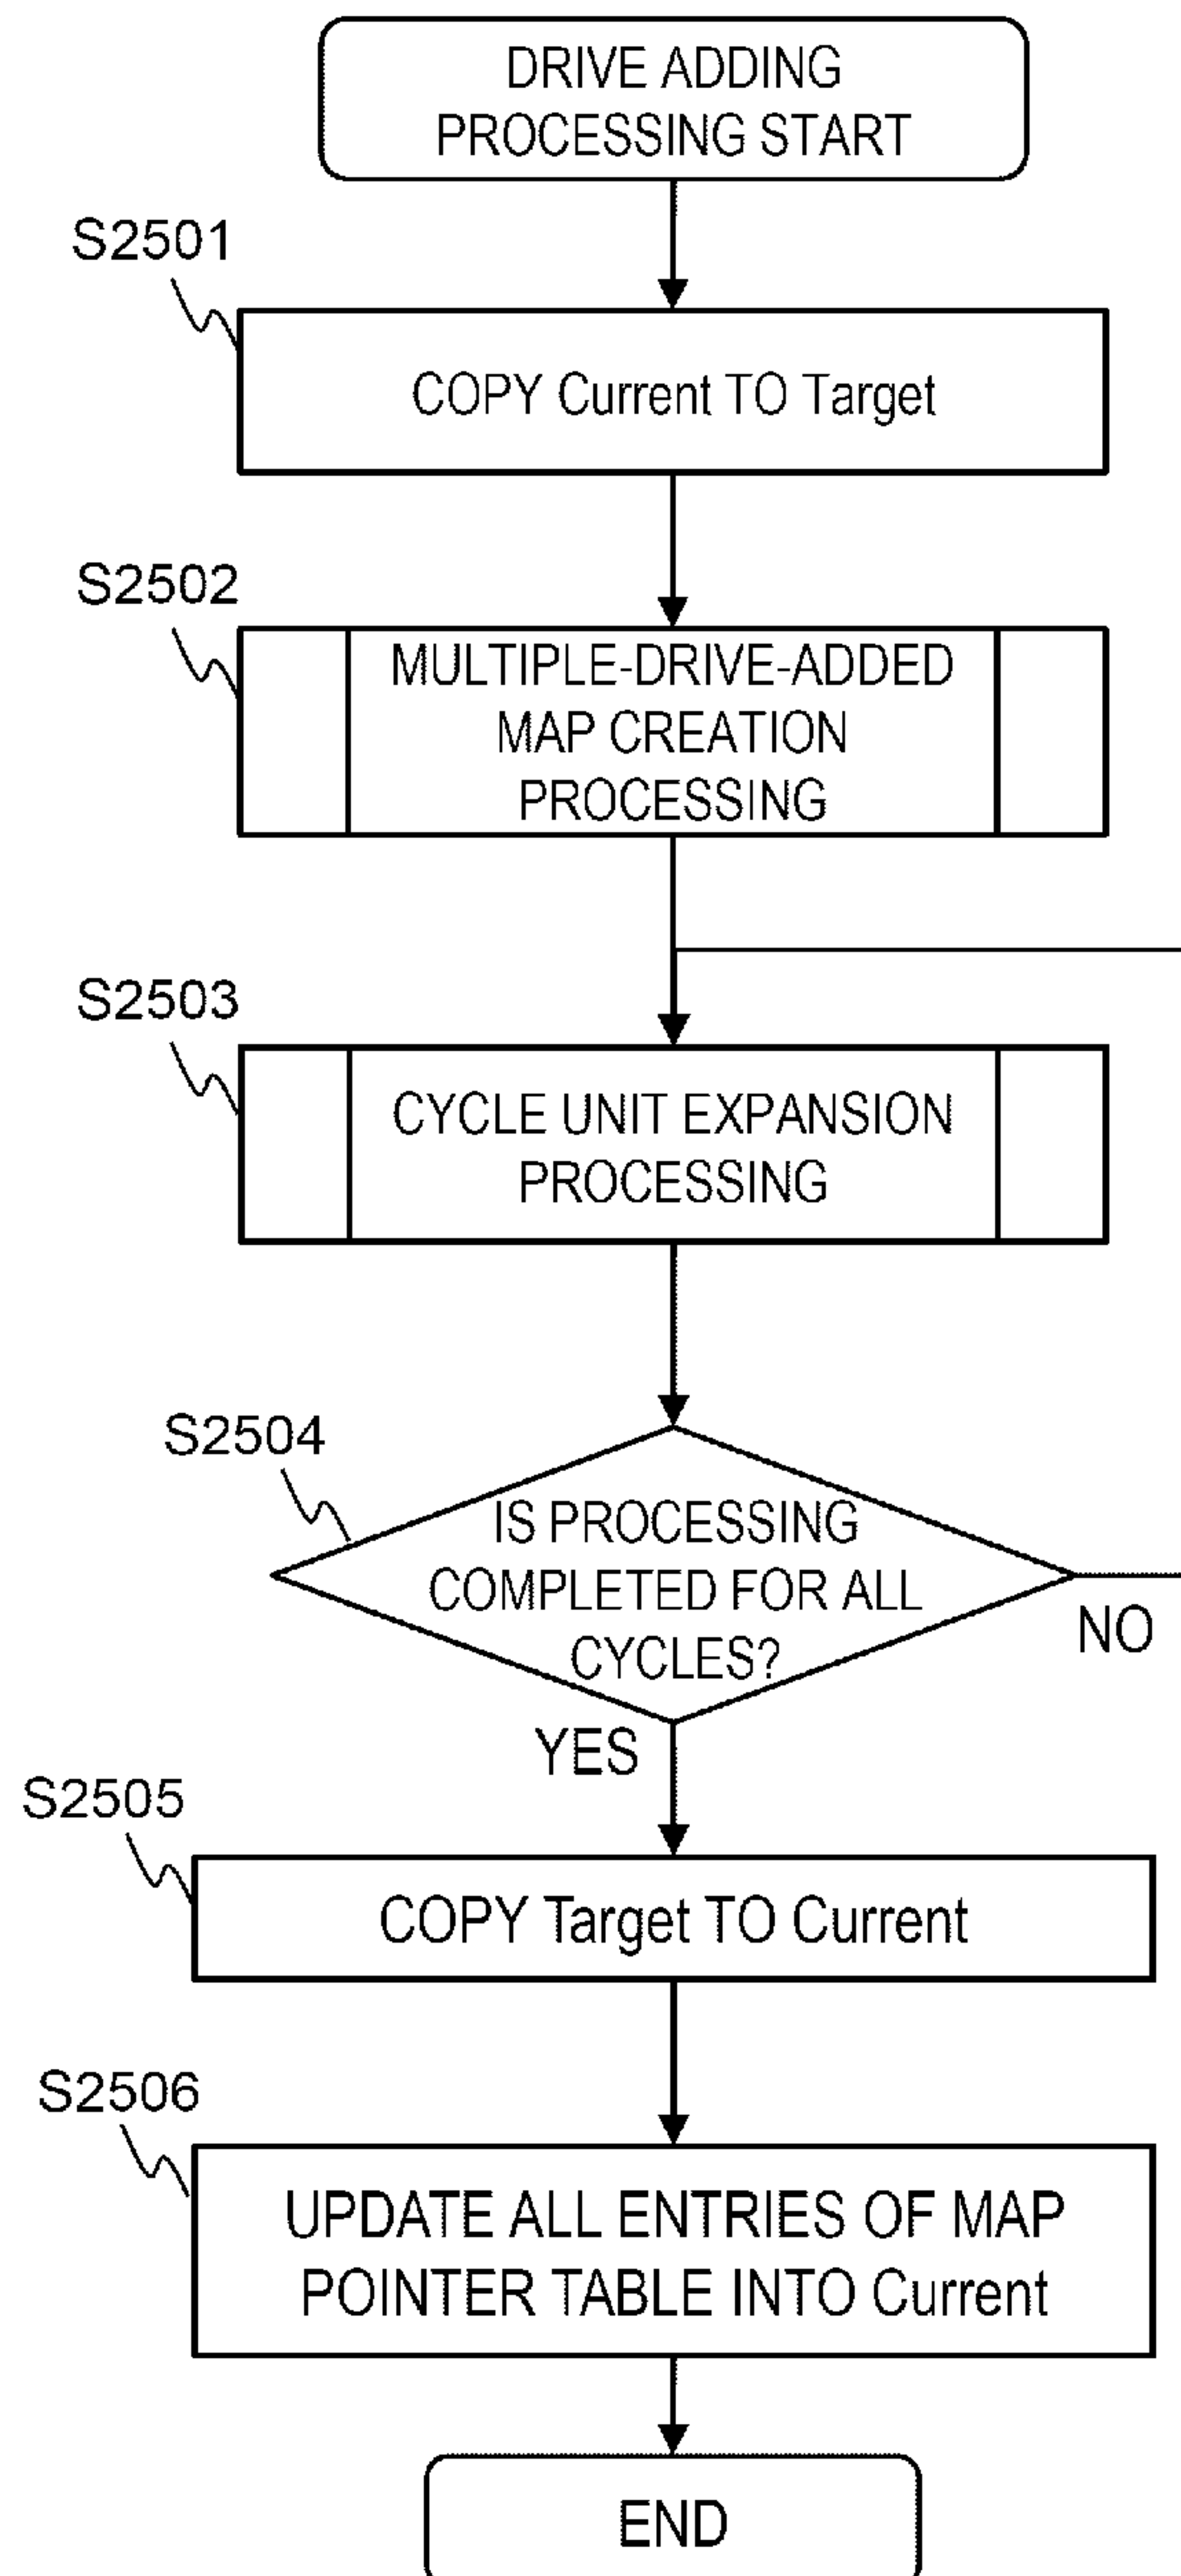 DRIVE ADDING
PROCESSING START
S2501
COPY Current TO Target
S2502
MULTIPLE-DRIVE-ADDED
MAP CREATION
PROCESSING
S2503
CYCLE UNIT EXPANSION
PROCESSING
S2504
IS PROCESSING
COMPLETED FOR ALL
CYCLES?
NO
YES
S2505
COPY Target TO Current
S2506
UPDATE ALL ENTRIES OF MAP
POINTER TABLE INTO Current
END